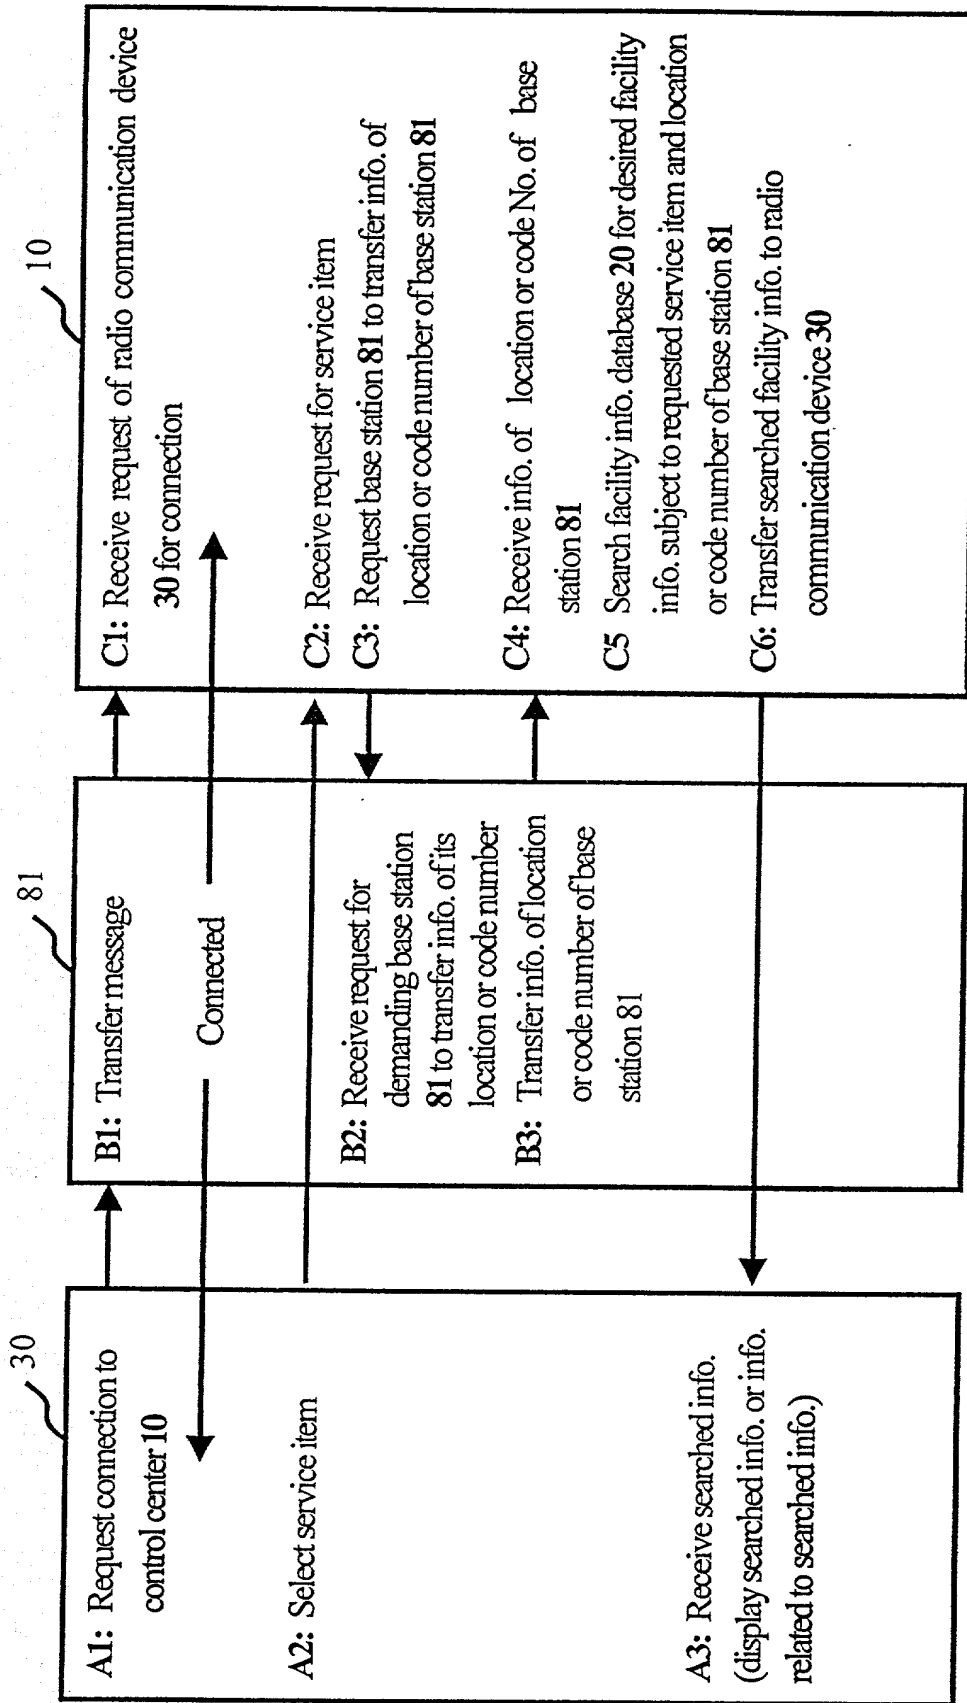 30
A1: Request connection to
control center 10
A2: Select service item
A3: Receive searched info.
(display searched info. or info.
related to searched info.)
81
B1: Transfer message
Connected
B2: Receive request for
demanding base station
81 to transfer info. of its
location or code number
B3: Transfer info. of location
or code number of base
station 81
10
C1: Receive request of radio communication device
30 for connection
C2: Receive request for service item
C3: Request base station 81 to transfer info. of
location or code number of base station 81
C4: Receive info. of location or code No. of base
station 81
C5 Search facility info. database 20 for desired facility
info. subject to requested service item and location
or code number of base station 81
C6: Transfer searched facility info. to radio
communication device 30